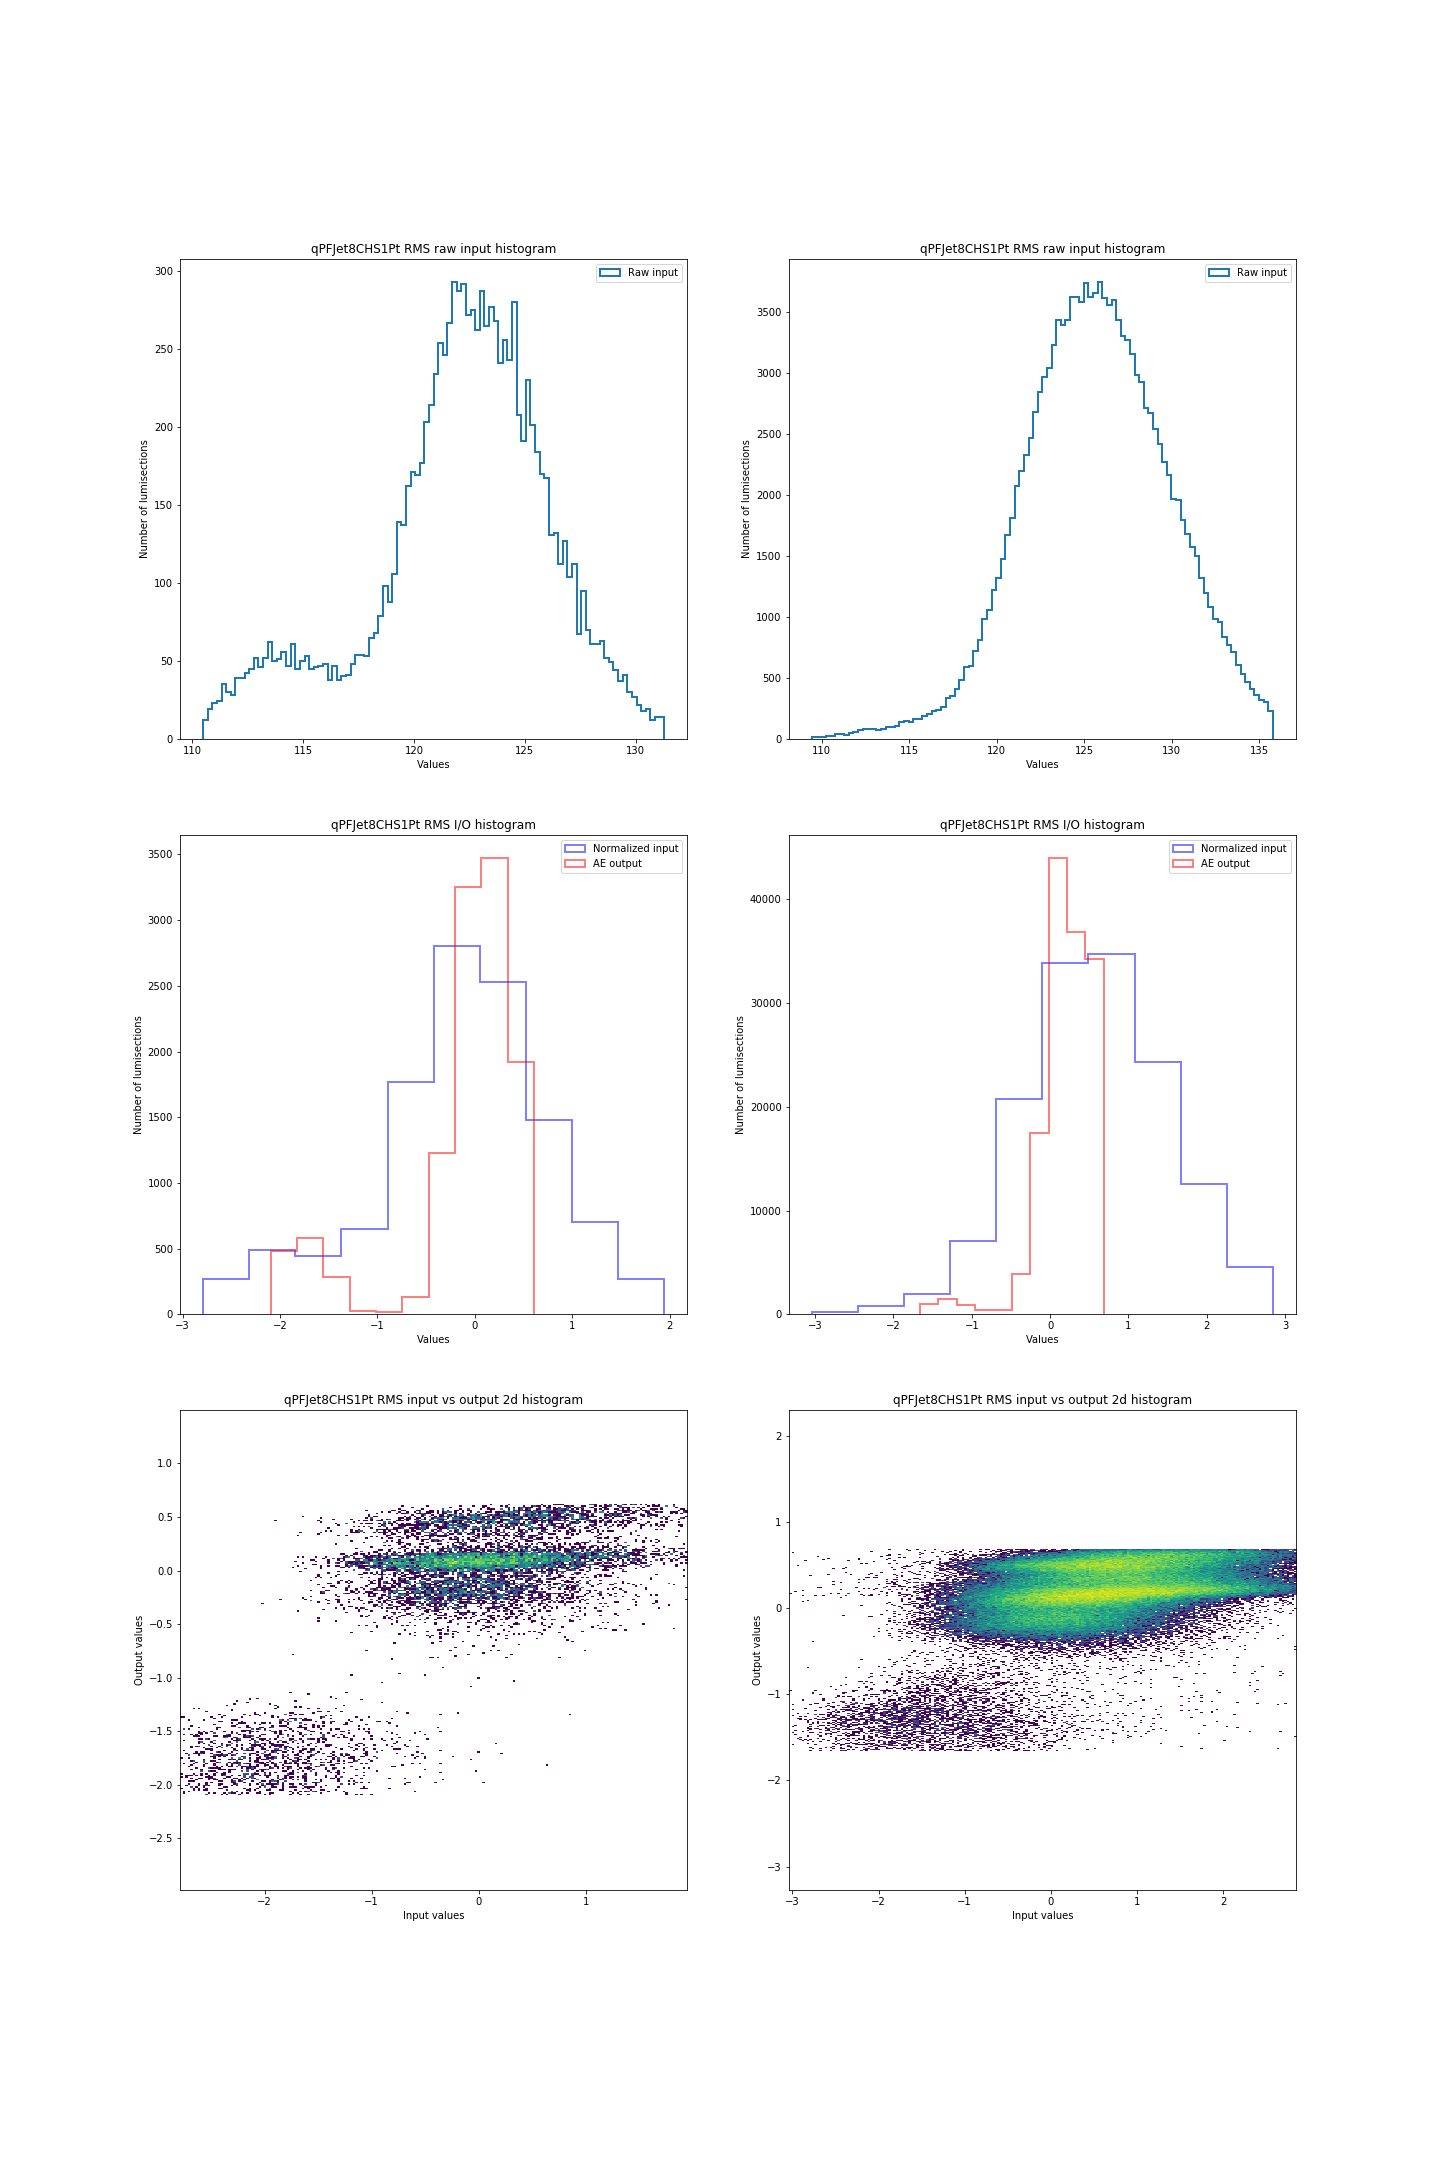 qPFJet8CHS1Pt RMS raw input histogram
Raw input
Number of lumisections
300
250
200
150
100
50
0
110 115 120 125 130
Values
qPFJet8CHS1Pt RMS raw input histogram
Raw input
Number of lumisections
3500
3000
2500
2000
1500
1000
500
0
110 115 120 125 130 135
Values
qPFJet8CHS1Pt RMS I/O histogram
Normalized input
AE output
Number of lumisections
3500
3000
2500
2000
1500
1000
500
0
−3 −2 −1 0 1 2
Values
qPFJet8CHS1Pt RMS I/O histogram
Normalized input
AE output
Number of lumisections
40000
30000
20000
10000
0
−3 −2 −1 0 1 2 3
Values
qPFJet8CHS1Pt RMS input vs output 2d histogram
Output values
1.0
0.5
0.0
−0.5
−1.0
−1.5
−2.0
−2.5
−2 −1 0 1
Input values
qPFJet8CHS1Pt RMS input vs output 2d histogram
Output values
2
1
0
−1
−2
−3
−3 −2 −1 0 1 2
Input values